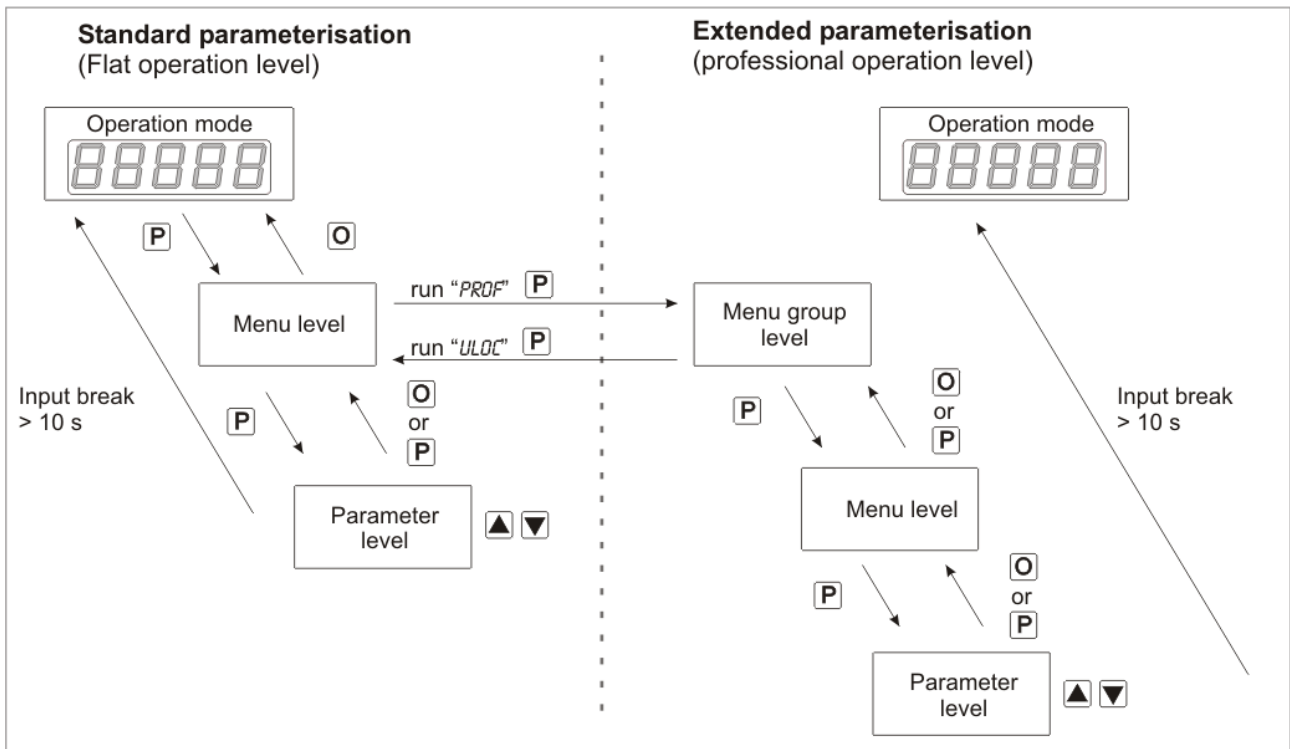 Standard parameterisation
(Flat operation level)
Operation mode
88888
P
O
Menu level
run “PROF” P
run “ULOC” P
Input break
> 10 s
P
O
or
P
Parameter
level
▲ ▼
Extended parameterisation
(professional operation level)
Operation mode
88888
Menu group
level
P
O
or
P
Input break
> 10 s
Menu level
P
O
or
P
Parameter
level
▲ ▼